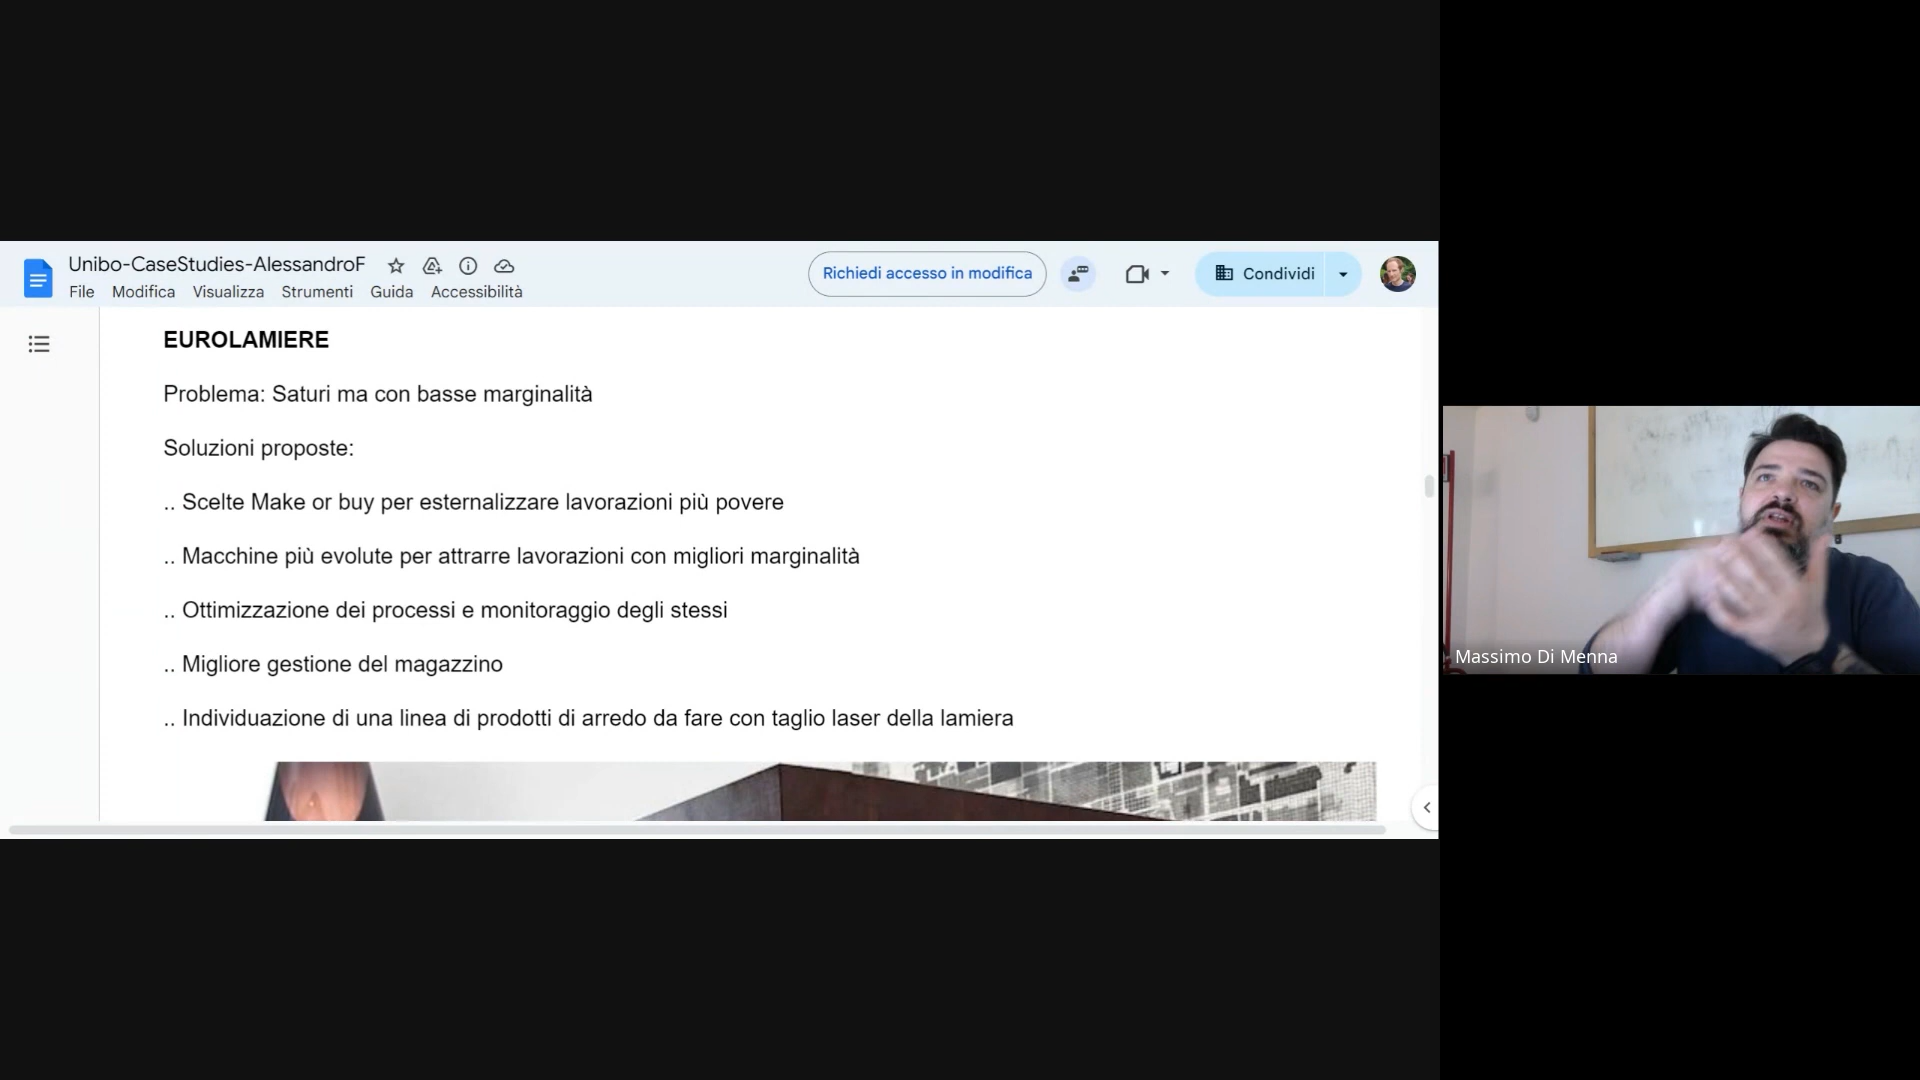 Unibo-CaseStudies-AlessandroF
File Modifica Visualizza Strumenti Guida Accessibilità
Richiedi accesso in modifica
Condividi
EUROLAMIERE
Problema: Saturi ma con basse marginalità
Soluzioni proposte:
.. Scelte Make or buy per esternalizzare lavorazioni più povere
.. Macchine più evolute per attrarre lavorazioni con migliori marginalità
.. Ottimizzazione dei processi e monitoraggio degli stessi
.. Migliore gestione del magazzino
.. Individuazione di una linea di prodotti di arredo da fare con taglio laser della lamiera
Massimo Di Menna